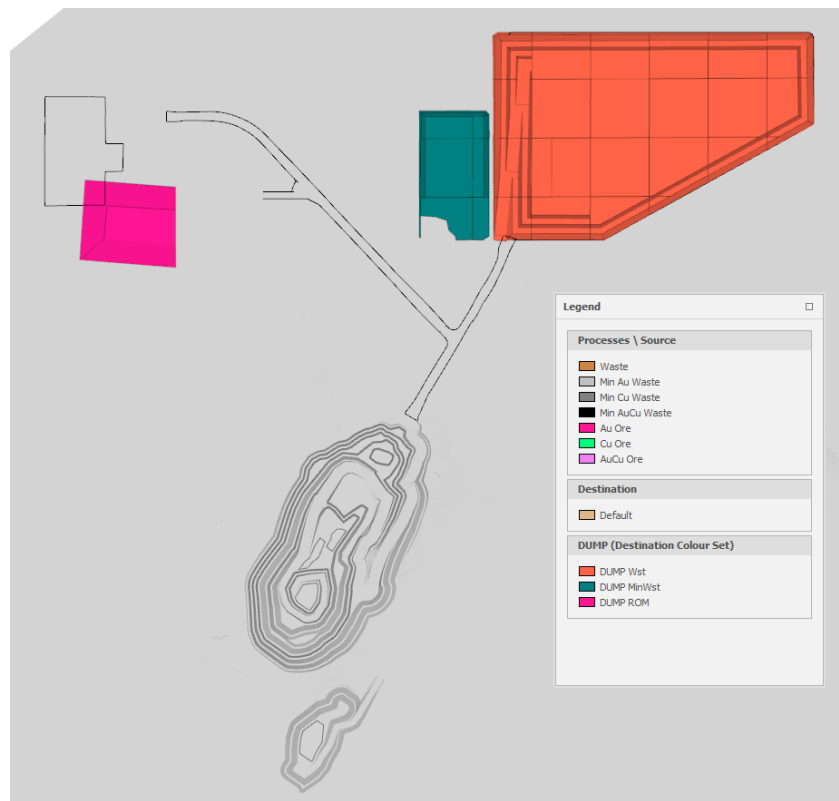 Legend
Processes \ Source
Waste
Min Au Waste
Min Cu Waste
Min AuCu Waste
Au Ore
Cu Ore
AuCu Ore
Destination
Default
DUMP (Destination Colour Set)
DUMP Wst
DUMP MinWst
DUMP ROM